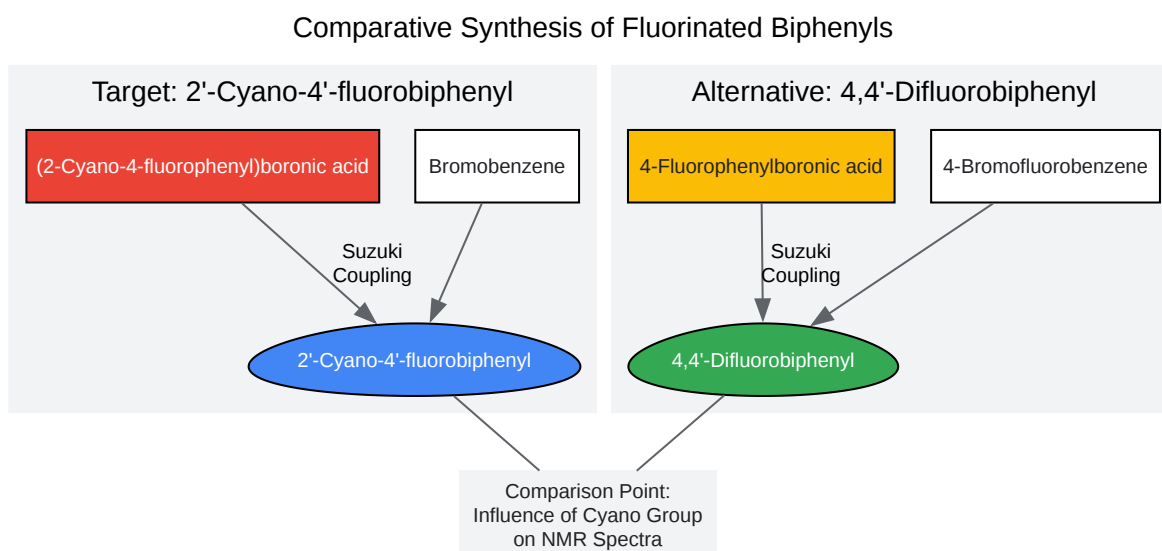 Comparative Synthesis of Fluorinated Biphenyls
Target: 2'-Cyano-4'-fluorobiphenyl
(2-Cyano-4-fluorophenyl)boronic acid
Bromobenzene
Suzuki
Coupling
2'-Cyano-4'-fluorobiphenyl
Alternative: 4,4'-Difluorobiphenyl
4-Fluorophenylboronic acid
4-Bromofluorobenzene
Suzuki
Coupling
4,4'-Difluorobiphenyl
Comparison Point:
Influence of Cyano Group
on NMR Spectra